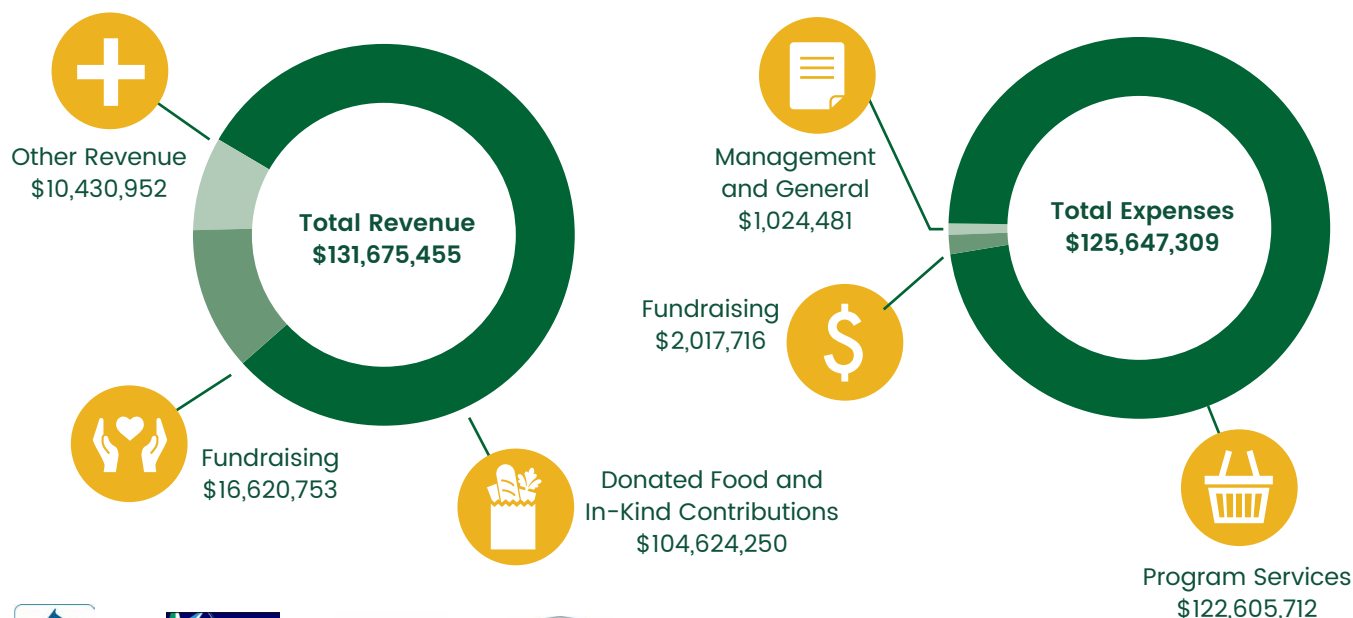 Other Revenue
$10,430,952
Total Revenue
$131,675,455
Fundraising
$16,620,753
Donated Food and
In-Kind Contributions
$104,624,250
Management
and General
$1,024,481
Total Expenses
$125,647,309
Fundraising
$2,017,716
Program Services
$122,605,712